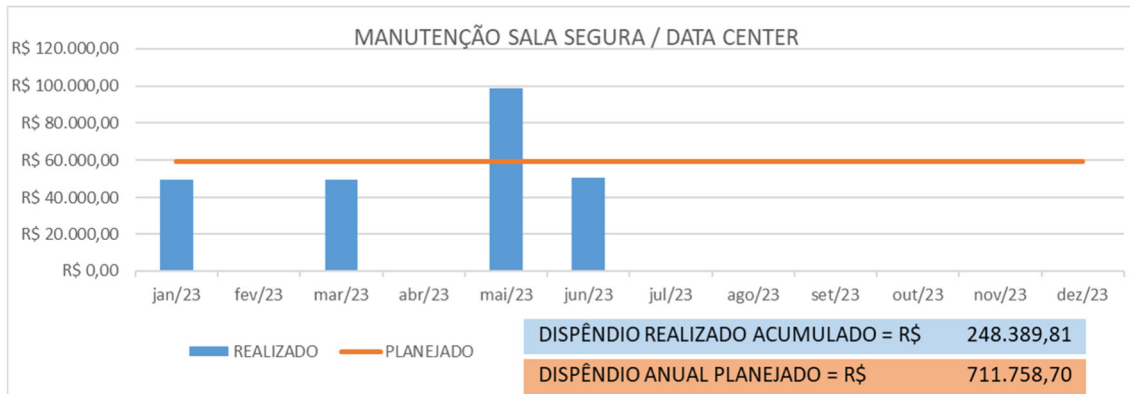 MANUTENÇÃO SALA SEGURA / DATA CENTER
R$ 120.000,00
R$ 100.000,00
R$ 80.000,00
R$ 60.000,00
R$ 40.000,00
R$ 20.000,00
R$ 0,00
jan/23 fev/23 mar/23 abr/23 mai/23 jun/23 jul/23 ago/23 set/23 out/23 nov/23 dez/23
REALIZADO PLANEJADO
DISPÊNDIO REALIZADO ACUMULADO = R$ 248.389,81
DISPÊNDIO ANUAL PLANEJADO = R$ 711.758,70